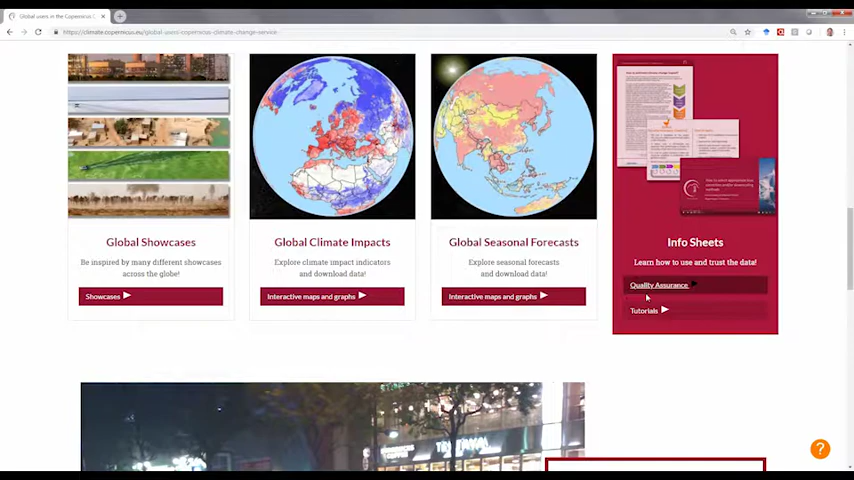 Global users in the Copernicus
https://climate.copernicus.eu/global-users-copernicus-climate-change-service
Global Showcases
Be inspired by many different showcases
across the globe!
Showcases
Global Climate Impacts
Explore climate impact indicators
and download data!
Interactive maps and graphs
Global Seasonal Forecasts
Explore seasonal forecasts
and download data!
Interactive maps and graphs
Info Sheets
Learn how to use and trust the data!
Quality Assurance
Tutorials
?